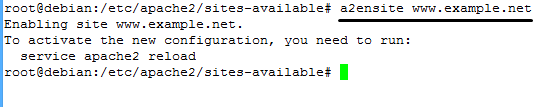 root@debian:/etc/apache2/sites-available# a2ensite www.example.net
Enabling site www.example.net.
To activate the new configuration, you need to run:
  service apache2 reload
root@debian:/etc/apache2/sites-available#